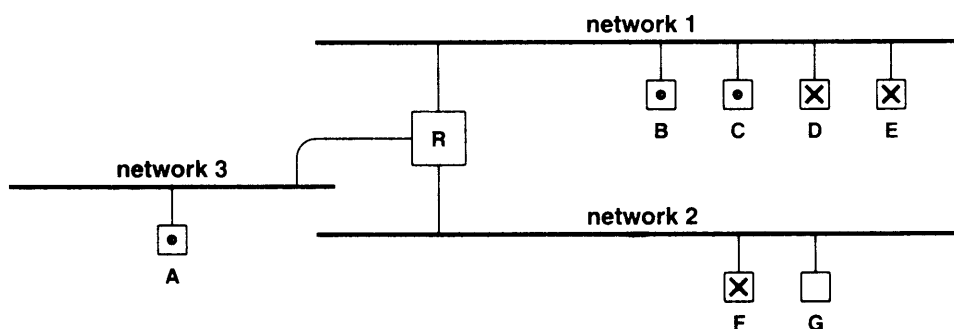 network 1
B C D E
R
network 3
A
network 2
F G